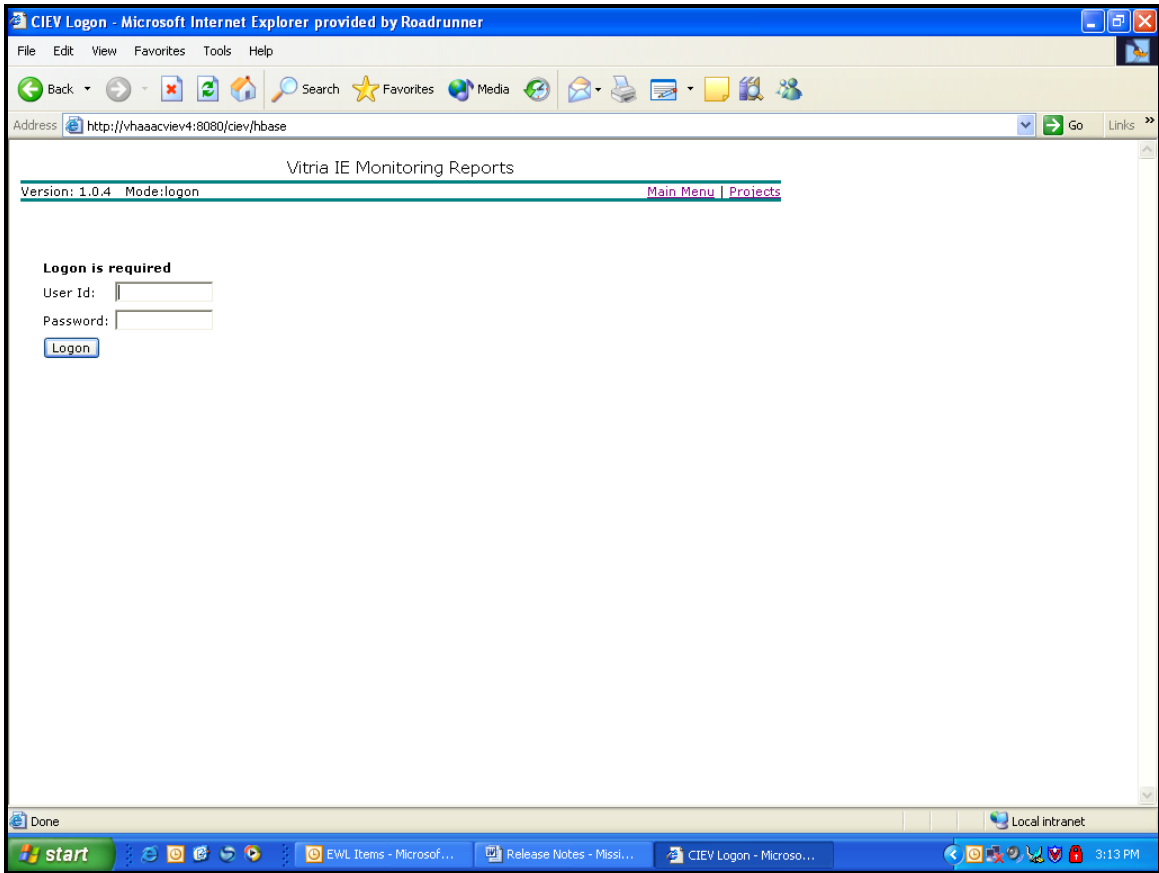 CIEV Logon - Microsoft Internet Explorer provided by Roadrunner
File Edit View Favorites Tools Help
Back Search Favorites Media
Address http://vhaaacviev4:8080/ciev/hbase Go Links »
Vitria IE Monitoring Reports
Version: 1.0.4 Mode:logon Main Menu | Projects
Logon is required
User Id:
Password:
Logon
Done Local intranet
start EWL Items - Microsof... Release Notes - Missi... CIEV Logon - Microso... 3:13 PM